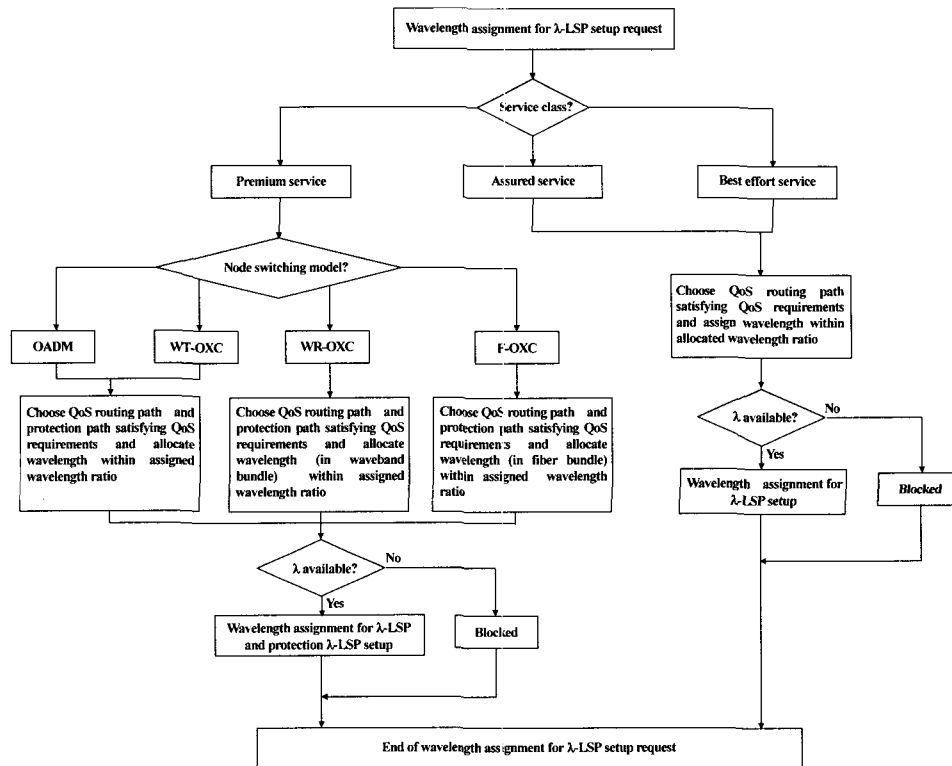 Wavelength assignment for λ-LSP setup request
Service class?
Premium service
Assured service
Best effort service
Node switching model?
OADM
WT-OXC
WR-OXC
F-OXC
Choose QoS routing path
satisfying QoS requirements
and assign wavelength within
allocated wavelength ratio
Choose QoS routing path and
protection path satisfying QoS
requirements and allocate
wavelength within assigned
wavelength ratio
Choose QoS routing path and
protection path satisfying QoS
requirements and allocate
wavelength (in waveband
bundle) within assigned
wavelength ratio
Choose QoS routing path and
protection path satisfying QoS
requirements and allocate
wavelength (in fiber bundle)
within assigned wavelength
ratio
λ available?
No
Yes
Wavelength assignment for
λ-LSP setup
Blocked
λ available?
No
Yes
Wavelength assignment for λ-LSP
and protection λ-LSP setup
Blocked
End of wavelength assignment for λ-LSP setup request